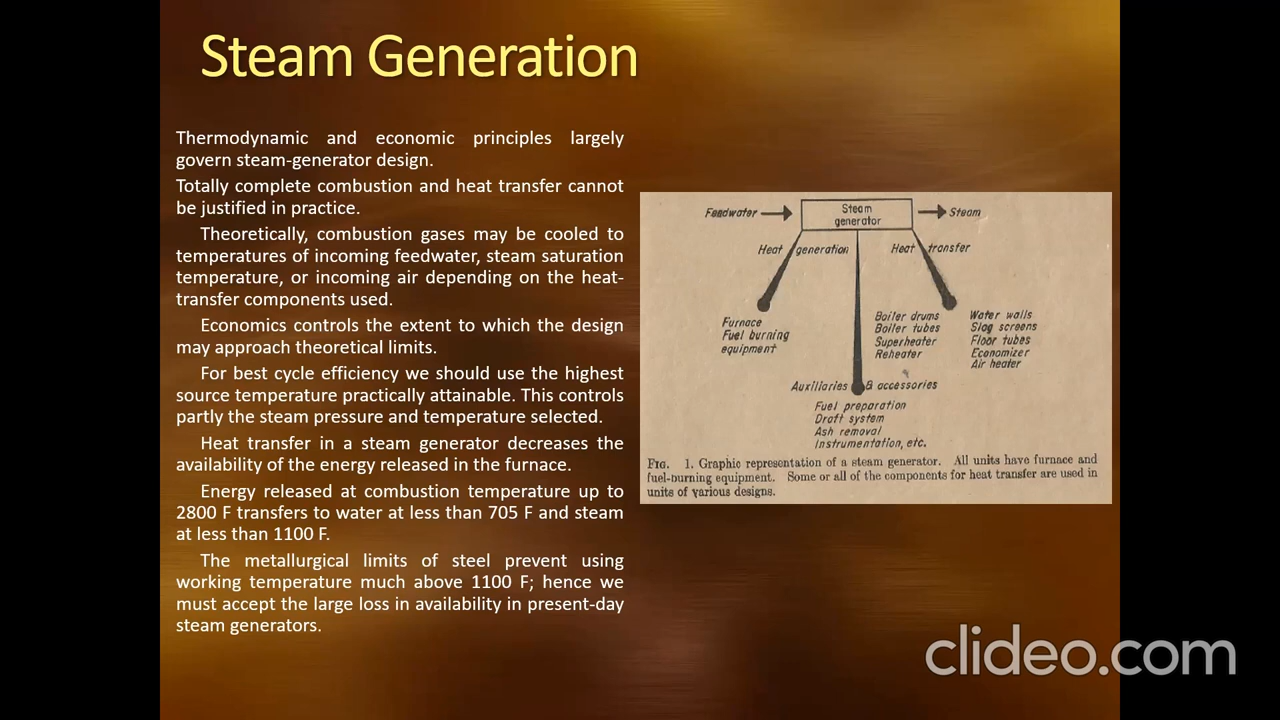 Steam Generation
Thermodynamic and economic principles largely
govern steam-generator design.
Totally complete combustion and heat transfer cannot
be justified in practice.
Theoretically, combustion gases may be cooled to
temperatures of incoming feedwater, steam saturation
temperature, or incoming air depending on the heat-
transfer components used.
Economics controls the extent to which the design
may approach theoretical limits.
For best cycle efficiency we should use the highest
source temperature practically attainable. This controls
partly the steam pressure and temperature selected.
Heat transfer in a steam generator decreases the
availability of the energy released in the furnace.
Energy released at combustion temperature up to
2800 F transfers to water at less than 705 F and steam
at less than 1100 F.
The metallurgical limits of steel prevent using
working temperature much above 1100 F; hence we
must accept the large loss in availability in present-day
steam generators.
Feedwater
Steam
generator
Steam
Heat generation
Heat transfer
Furnace
Fuel burning
equipment
Boiler drums
Boiler tubes
Superheater
Reheater
Water walls
Slag screens
Floor tubes
Economizer
Air heater
Auxiliaries & accessories
Fuel preparation
Draft system
Ash removal
Instrumentation, etc.
FIG. 1. Graphic representation of a steam generator. All units have furnace and
fuel-burning equipment. Some or all of the components for heat transfer are used in
units of various designs.
clideo.com